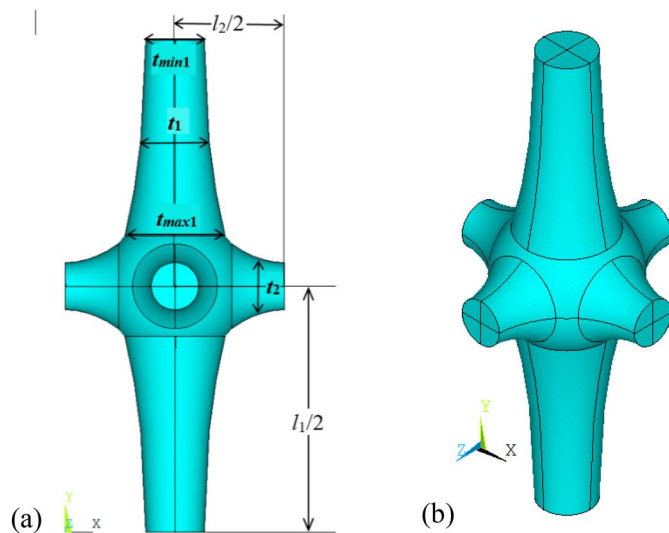 l₂/2
tmin1
t₁
tmax1
t₂
l₁/2
(a)
Y
Z X
(b)
Y
Z X